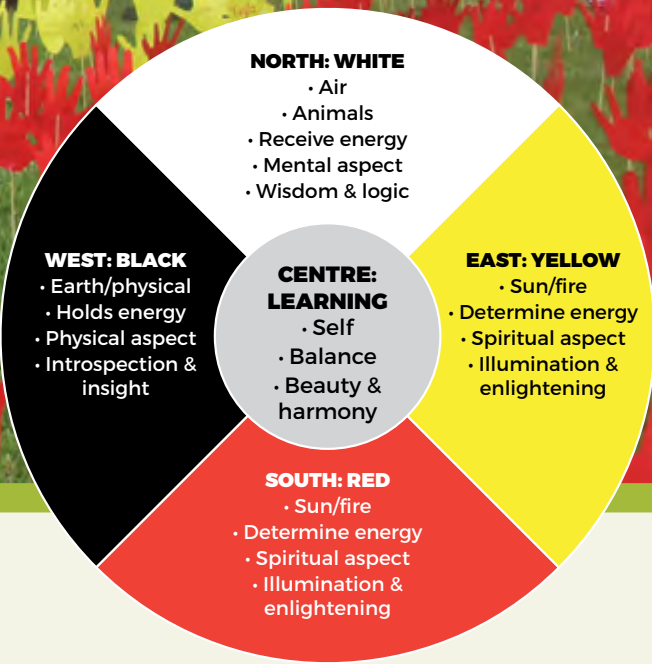 NORTH: WHITE
• Air
• Animals
• Receive energy
• Mental aspect
• Wisdom & logic
WEST: BLACK
• Earth/physical
• Holds energy
• Physical aspect
• Introspection &
insight
CENTRE:
LEARNING
• Self
• Balance
• Beauty &
harmony
EAST: YELLOW
• Sun/fire
• Determine energy
• Spiritual aspect
• Illumination &
enlightening
SOUTH: RED
• Sun/fire
• Determine energy
• Spiritual aspect
• Illumination &
enlightening